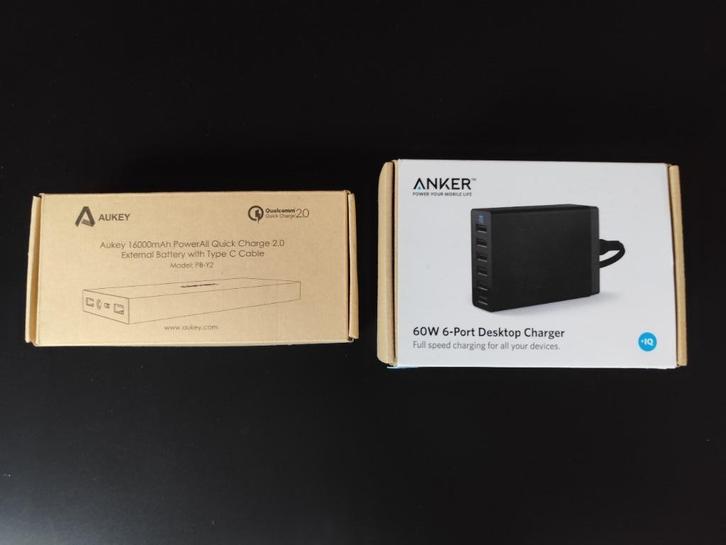 AUKEY
Qualcomm
Quick Charge 2.0
Aukey 16000mAh PowerAll Quick Charge 2.0
External Battery with Type C Cable
Model: PB-Y2
www.aukey.com
ANKER™
POWER YOUR MOBILE LIFE
60W 6-Port Desktop Charger
Full speed charging for all your devices.
IQ